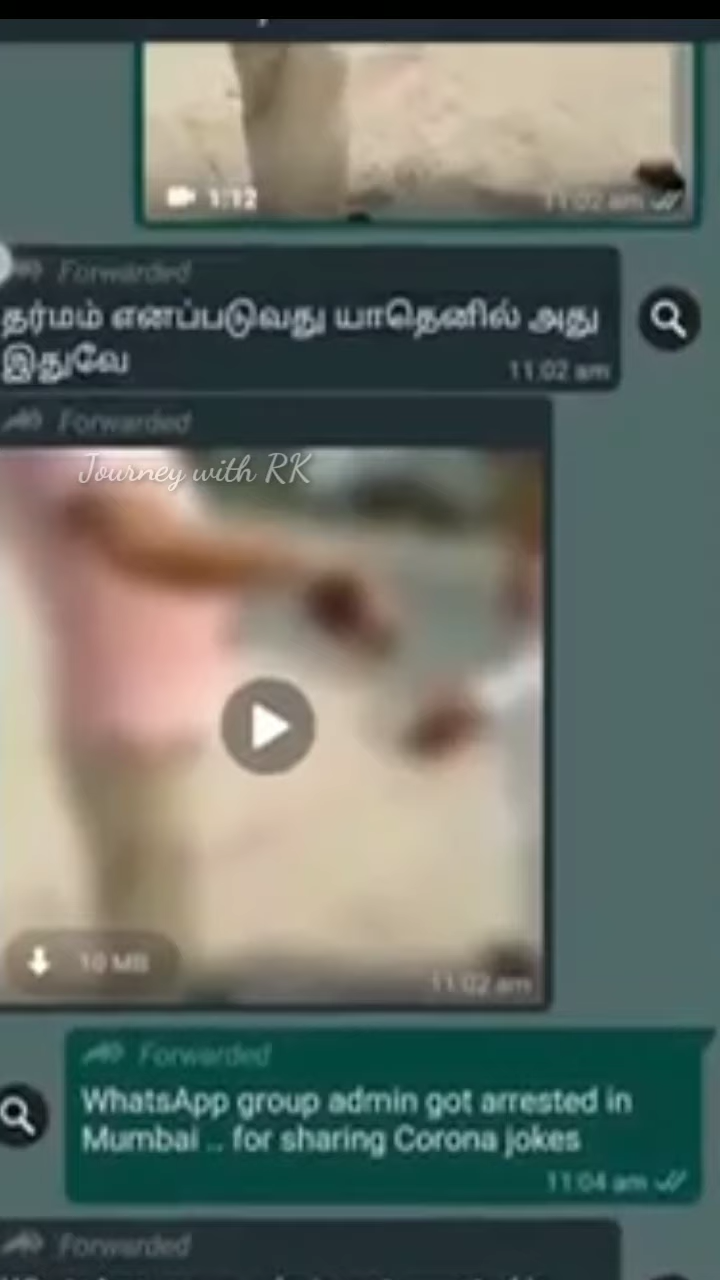 1:12
11:02 am
Forwarded
தர்மம் எனப்படுவது யாதெனில் அது
இதுவே
11:02 am
Forwarded
Journey with RK
10 MB
11:02 am
Forwarded
WhatsApp group admin got arrested in
Mumbai .. for sharing Corona jokes
11:04 am
Forwarded